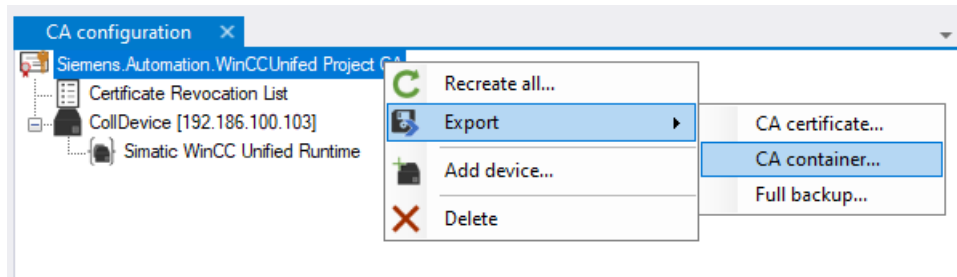 CA configuration
Siemens.Automation.WinCCUnifed Project CA
Certificate Revocation List
CollDevice [192.186.100.103]
Simatic WinCC Unified Runtime
Recreate all...
Export
Add device...
Delete
CA certificate...
CA container...
Full backup...